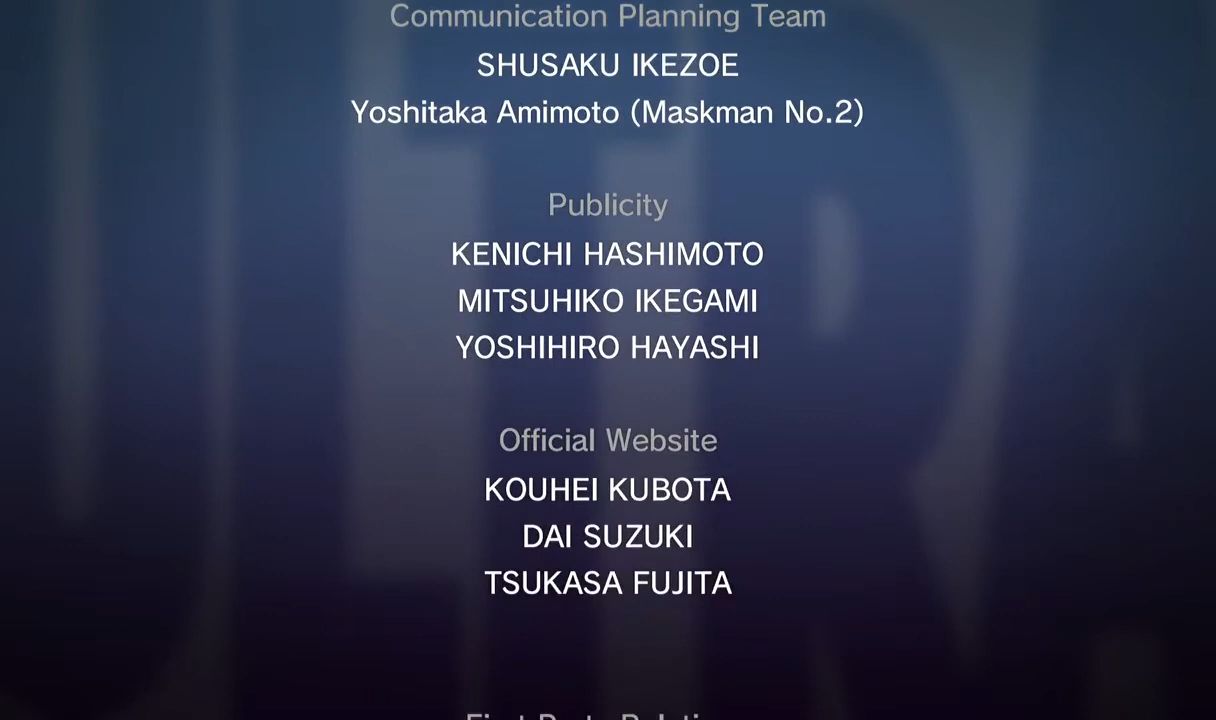 Communication Planning Team
SHUSAKU IKEZOE
Yoshitaka Amimoto (Maskman No.2)
Publicity
KENICHI HASHIMOTO
MITSUHIKO IKEGAMI
YOSHIHIRO HAYASHI
Official Website
KOUHEI KUBOTA
DAI SUZUKI
TSUKASA FUJITA